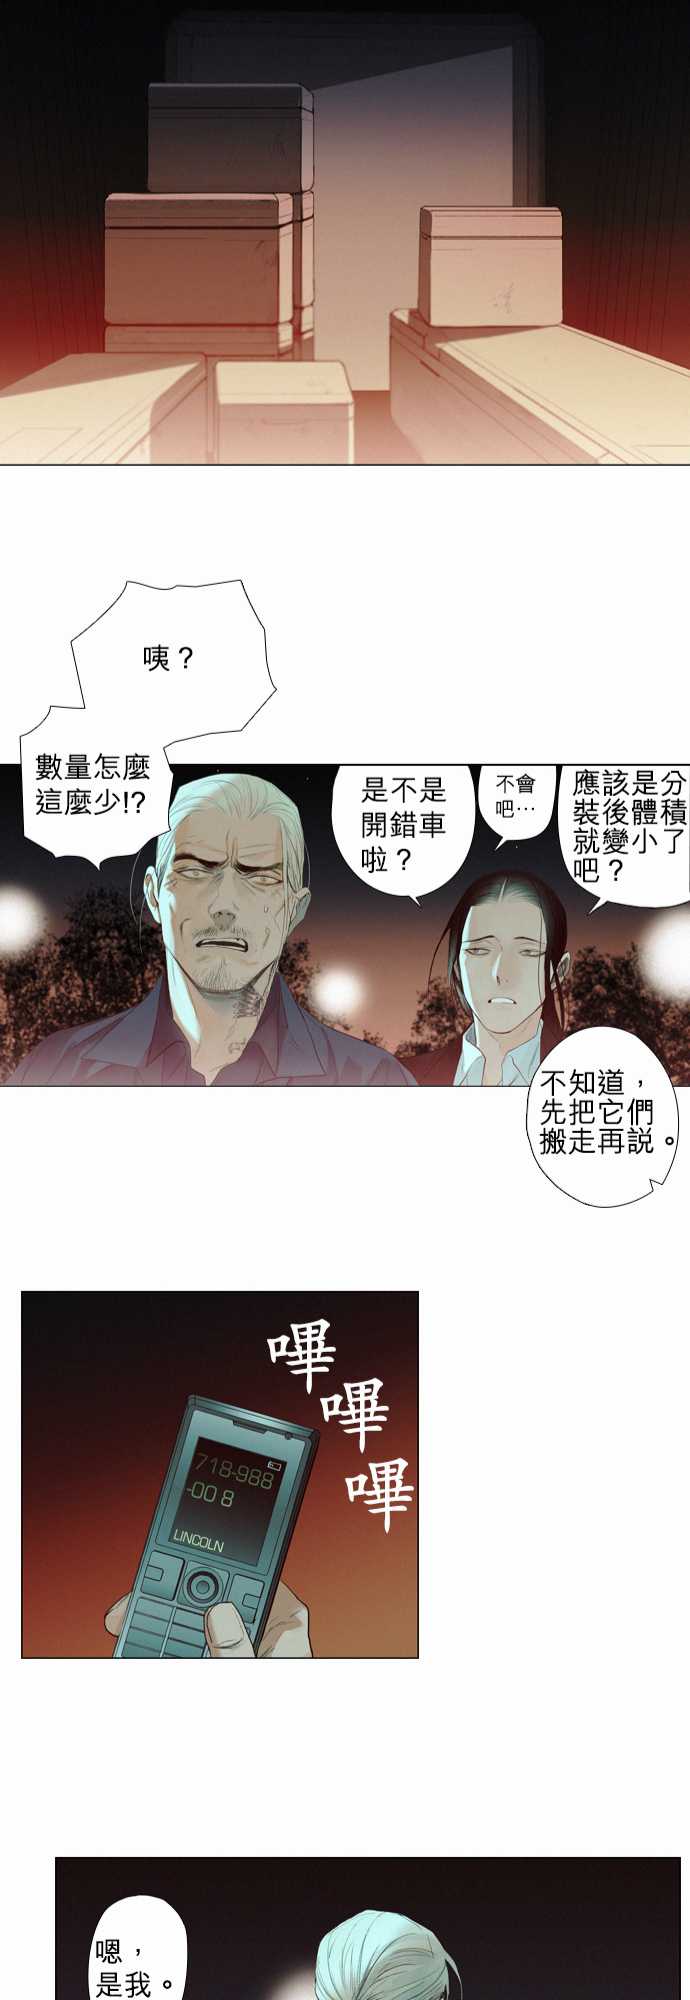 咦？
數量怎麼
這麼少!?
是不是
開錯車
啦？
不會
吧…
應該是分
裝後體積
就變小了
吧？
不知道，
先把它們
搬走再説。
嗶
嗶
嗶
718-988
-00 8
LINCOLN
嗯，
是我。